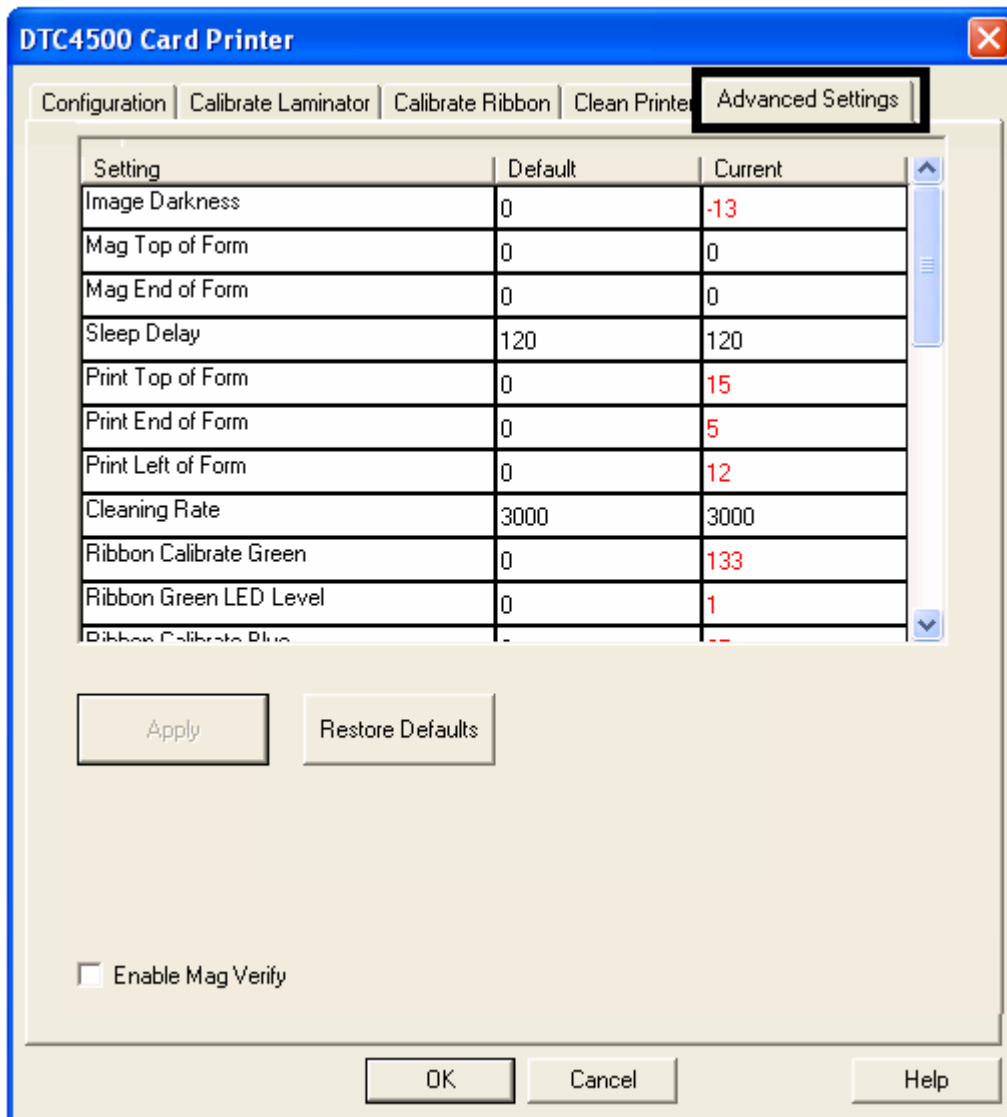 DTC4500 Card Printer
Configuration Calibrate Laminator Calibrate Ribbon Clean Printer Advanced Settings
Setting Default Current
Image Darkness 0 -13
Mag Top of Form 0 0
Mag End of Form 0 0
Sleep Delay 120 120
Print Top of Form 0 15
Print End of Form 0 5
Print Left of Form 0 12
Cleaning Rate 3000 3000
Ribbon Calibrate Green 0 133
Ribbon Green LED Level 0 1
Ribbon Calibrate Blue
Apply Restore Defaults
Enable Mag Verify
OK Cancel Help